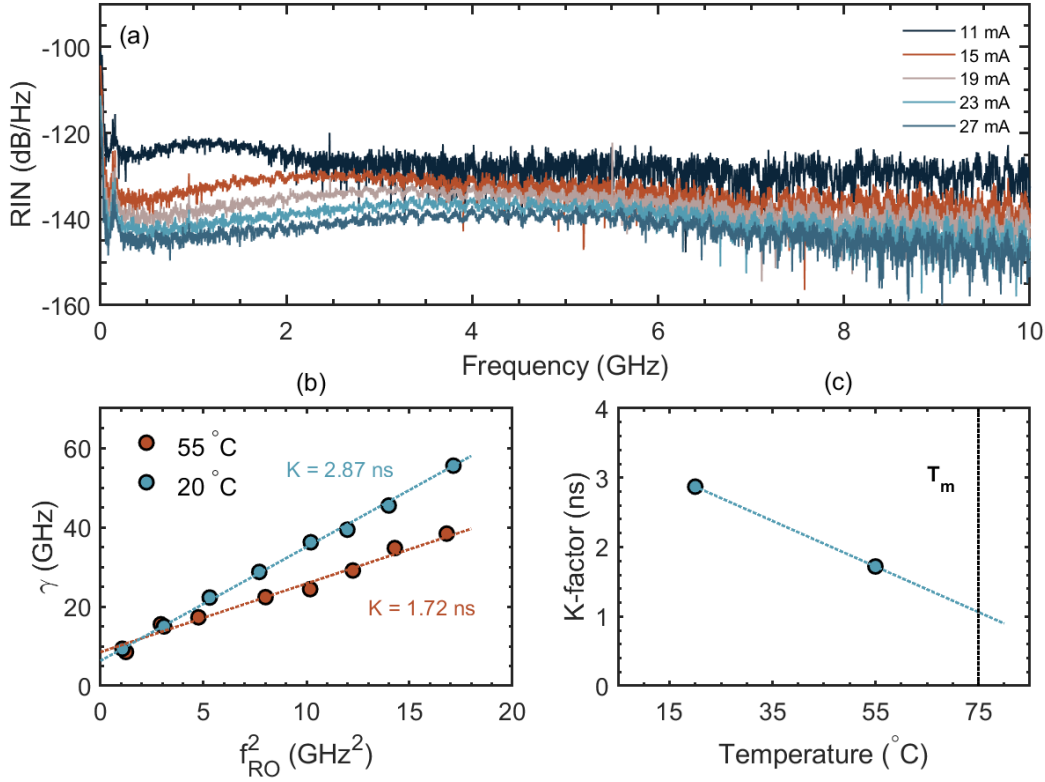 (a)
11 mA
15 mA
19 mA
23 mA
27 mA
-100
-120
-140
-160
RIN (dB/Hz)
0
2
4
6
8
10
Frequency (GHz)
(b)
55 °C
20 °C
K = 2.87 ns
K = 1.72 ns
60
40
20
0
γ (GHz)
0
5
10
15
20
f²RO (GHz²)
(c)
4
3
2
1
0
K-factor (ns)
Tm
15
35
55
75
Temperature (°C)